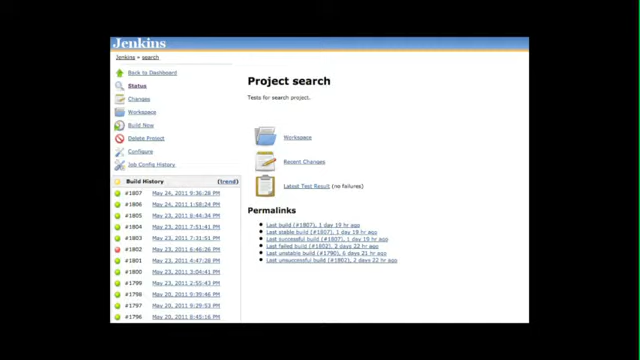 Jenkins
Jenkins » search
Back to Dashboard
Status
Changes
Workspace
Build Now
Delete Project
Configure
Job Config History
Build History (trend)
#1807 May 24, 2011 9:36:28 PM
#1806 May 24, 2011 1:58:24 PM
#1805 May 23, 2011 8:44:34 PM
#1804 May 23, 2011 7:51:41 PM
#1803 May 23, 2011 7:31:51 PM
#1802 May 23, 2011 6:46:26 PM
#1801 May 23, 2011 4:47:28 PM
#1800 May 23, 2011 3:04:41 PM
#1799 May 23, 2011 2:55:43 PM
#1798 May 20, 2011 9:39:46 PM
#1797 May 20, 2011 9:29:53 PM
#1796 May 20, 2011 8:45:16 PM
Project search
Tests for search project.
Workspace
Recent Changes
Latest Test Result (no failures)
Permalinks
Last build (#1807), 1 day 19 hr ago
Last stable build (#1807), 1 day 19 hr ago
Last successful build (#1807), 1 day 19 hr ago
Last failed build (#1802), 2 days 22 hr ago
Last unstable build (#1790), 6 days 21 hr ago
Last unsuccessful build (#1802), 2 days 22 hr ago